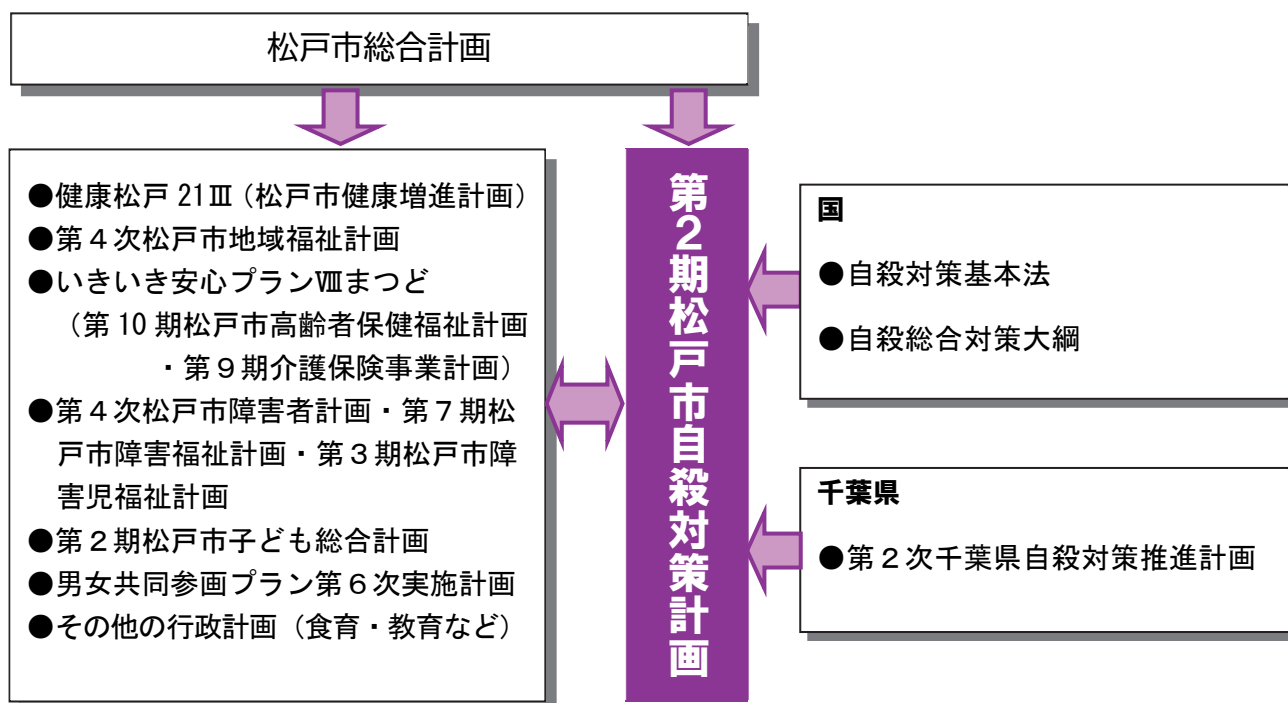 松戸市総合計画
●健康松戸21Ⅲ（松戸市健康増進計画）
●第４次松戸市地域福祉計画
●いきいき安心プランⅧまつど
（第10期松戸市高齢者保健福祉計画
・第９期介護保険事業計画）
●第４次松戸市障害者計画・第７期松
戸市障害福祉計画・第３期松戸市障
害児福祉計画
●第２期松戸市子ども総合計画
●男女共同参画プラン第６次実施計画
●その他の行政計画（食育・教育など）
第２期松戸市自殺対策計画
国
●自殺対策基本法
●自殺総合対策大綱
千葉県
●第２次千葉県自殺対策推進計画